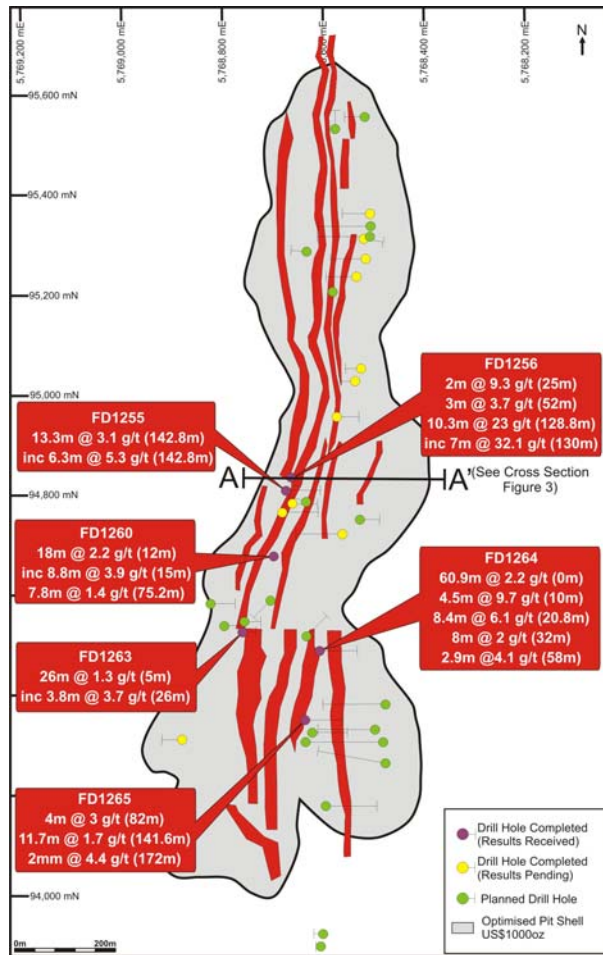 5,769,200 mE
5,769,000 mE
5,768,800 mE
5,768,400 mE
5,768,200 mE
N
95,600 mN
95,400 mN
95,200 mN
95,000 mN
94,800 mN
94,000 mN
FD1256
2m @ 9.3 g/t (25m)
3m @ 3.7 g/t (52m)
10.3m @ 23 g/t (128.8m)
inc 7m @ 32.1 g/t (130m)
FD1255
13.3m @ 3.1 g/t (142.8m)
inc 6.3m @ 5.3 g/t (142.8m)
A
A'
(See Cross Section
Figure 3)
FD1260
18m @ 2.2 g/t (12m)
inc 8.8m @ 3.9 g/t (15m)
7.8m @ 1.4 g/t (75.2m)
FD1264
60.9m @ 2.2 g/t (0m)
4.5m @ 9.7 g/t (10m)
8.4m @ 6.1 g/t (20.8m)
8m @ 2 g/t (32m)
2.9m @4.1 g/t (58m)
FD1263
26m @ 1.3 g/t (5m)
inc 3.8m @ 3.7 g/t (26m)
FD1265
4m @ 3 g/t (82m)
11.7m @ 1.7 g/t (141.6m)
2mm @ 4.4 g/t (172m)
Drill Hole Completed
(Results Received)
Drill Hole Completed
(Results Pending)
Planned Drill Hole
Optimised Pit Shell
US$1000oz
0m
200m